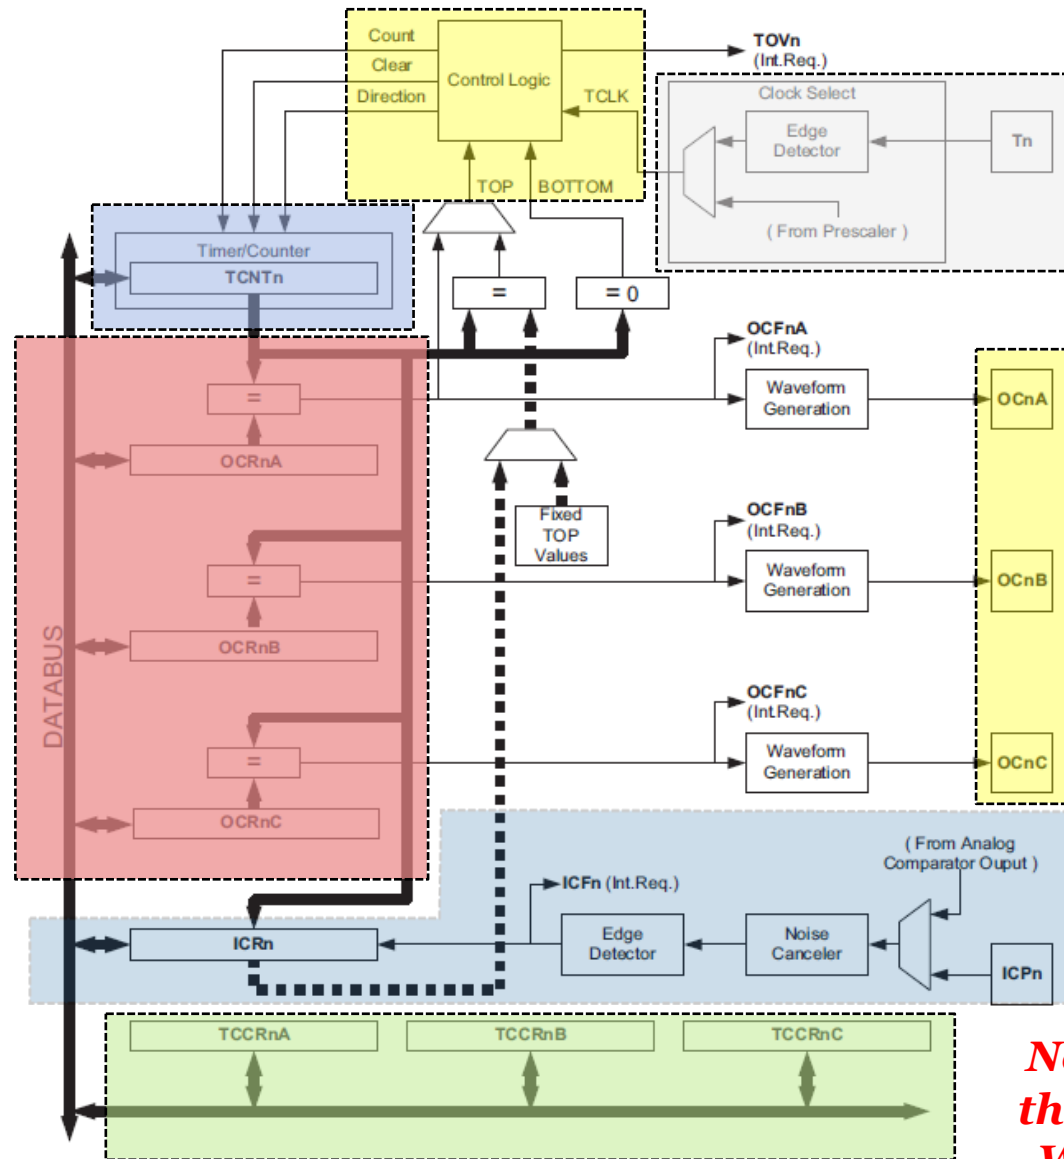 Count
Clear
Direction
Control Logic
TCLK
TOVn
(Int.Req.)
Clock Select
Edge
Detector
Tn
( From Prescaler )
TOP
BOTTOM
Timer/Counter
TCNTn
=
= 0
OCFnA
(Int.Req.)
=
Waveform
Generation
OCnA
OCRnA
Fixed
TOP
Values
OCFnB
(Int.Req.)
=
Waveform
Generation
OCnB
OCRnB
DATABUS
OCFnC
(Int.Req.)
=
Waveform
Generation
OCnC
OCRnC
( From Analog
Comparator Ouput )
ICFn (Int.Req.)
ICRn
Edge
Detector
Noise
Canceler
ICPn
TCCRnA
TCCRnB
TCCRnC